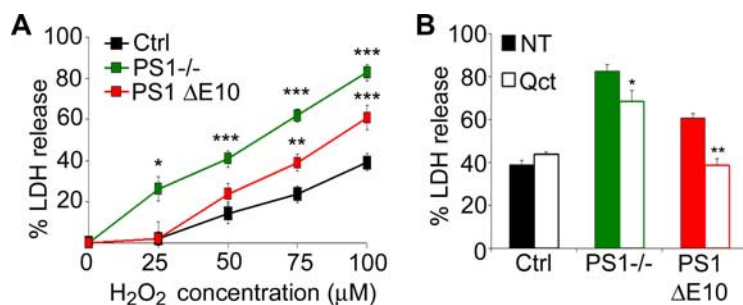 A
Ctrl
PS1-/-
PS1 ΔE10
% LDH release
100
80
60
40
20
0
25
50
75
100
H₂O₂ concentration (µM)
*
***
***
**
***
***
B
NT
Qct
% LDH release
100
80
60
40
20
0
*
**
Ctrl
PS1-/-
PS1
ΔE10